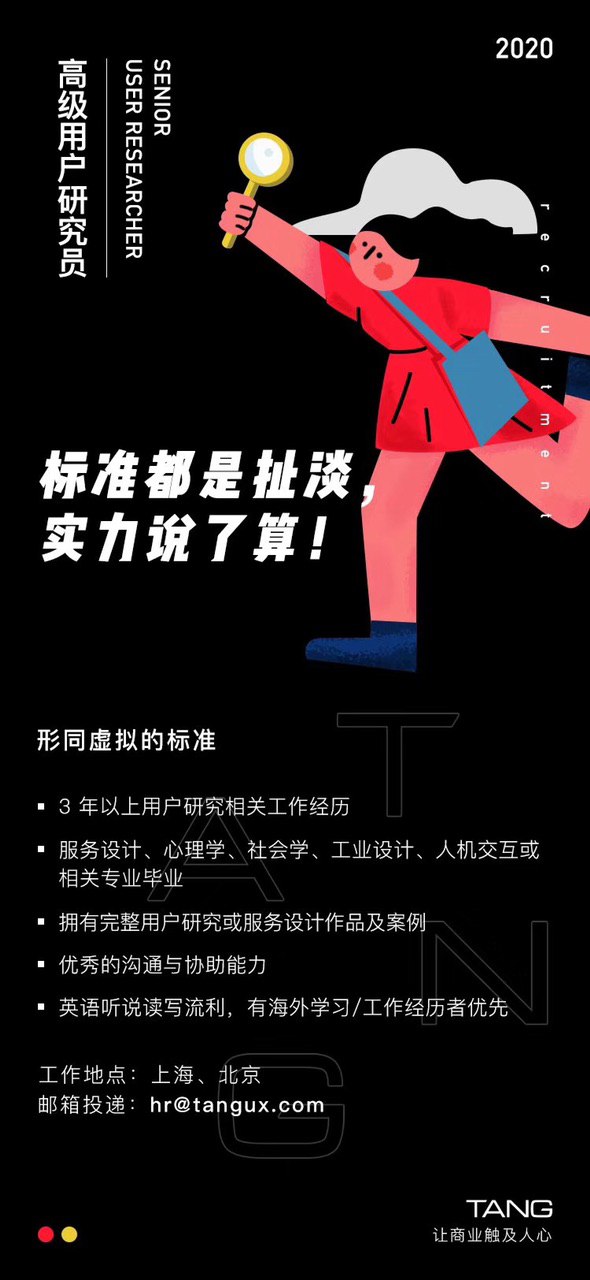 2020
高级用户研究员
SENIOR
USER RESEARCHER
recruitment
标准都是扯淡，
实力说了算！
形同虚拟的标准
▪ 3 年以上用户研究相关工作经历
▪ 服务设计、心理学、社会学、工业设计、人机交互或
相关专业毕业
▪ 拥有完整用户研究或服务设计作品及案例
▪ 优秀的沟通与协助能力
▪ 英语听说读写流利，有海外学习/工作经历者优先
工作地点：上海、北京
邮箱投递：hr@tangux.com
T
A
N
G
TANG
让商业触及人心